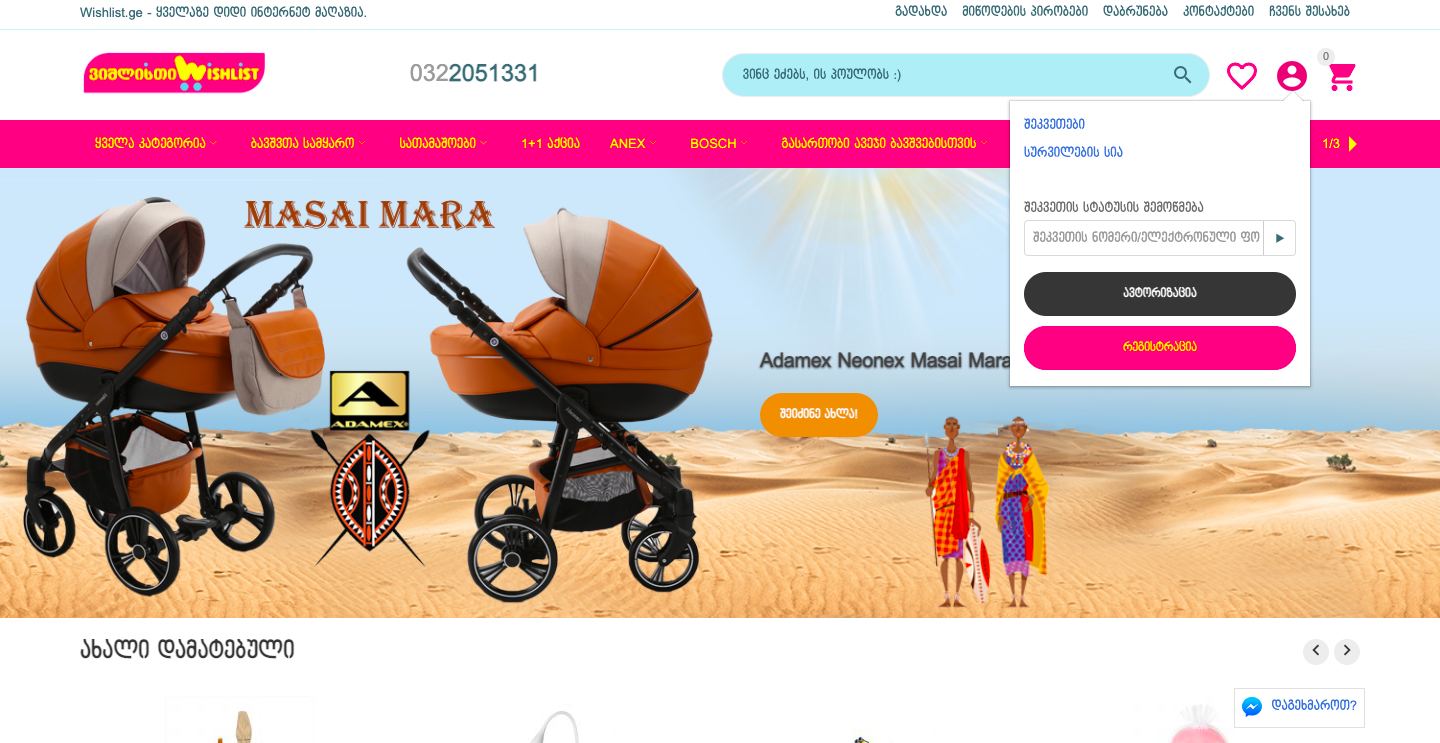 Wishlist.ge - ყველაზე დიდი ინტერნეტ მაღაზია.
გადახდა მიწოდების პირობები დაბრუნება კონტაქტები ჩვენს შესახებ
ვიშლისთი WISHLIST
0322051331
ვინც ეძებს, ის პოულობს :)
0
ყველა კატეგორია ბავშვთა სამყარო სათამაშოები 1+1 აქცია ANEX BOSCH გასართობი ავეჯი ბავშვებისთვის 1/3
შეკვეთები
სურვილების სია
შეკვეთის სტატუსის შემოწმება
შეკვეთის ნომერი/ელექტრონული ფო
ავტორიზაცია
რეგისტრაცია
MASAI MARA
Adamex Neonex Masai Mara
შეიძინე ახლა!
A
ADAMEX
ახალი დამატებული
დაგეხმაროთ?